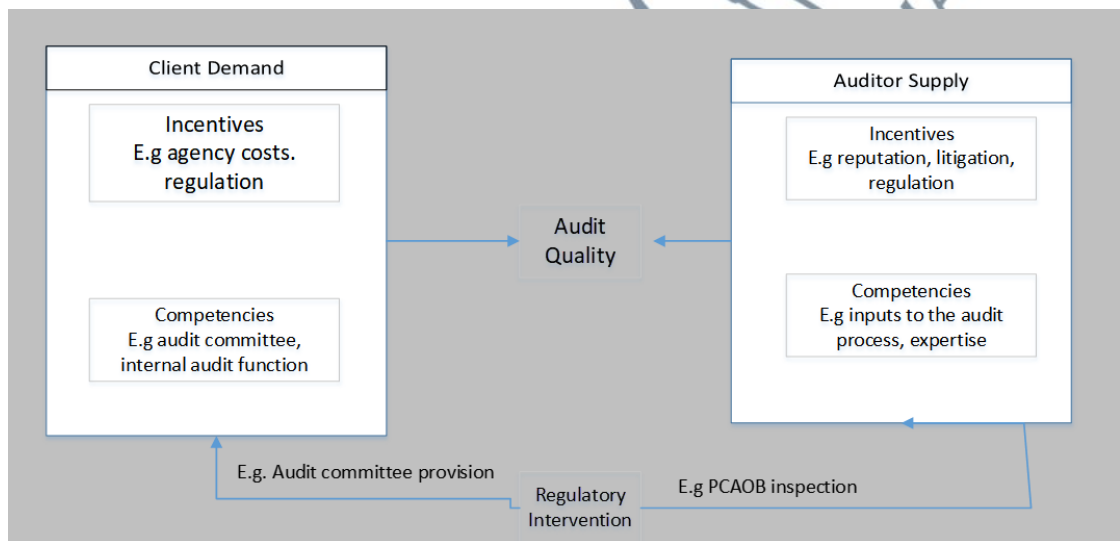 Client Demand
Incentives
E.g agency costs.
regulation
Competencies
E.g audit committee,
internal audit function
Audit
Quality
Auditor Supply
Incentives
E.g reputation, litigation,
regulation
Competencies
E.g inputs to the audit
process, expertise
E.g. Audit committee provision
Regulatory
Intervention
E.g PCAOB inspection